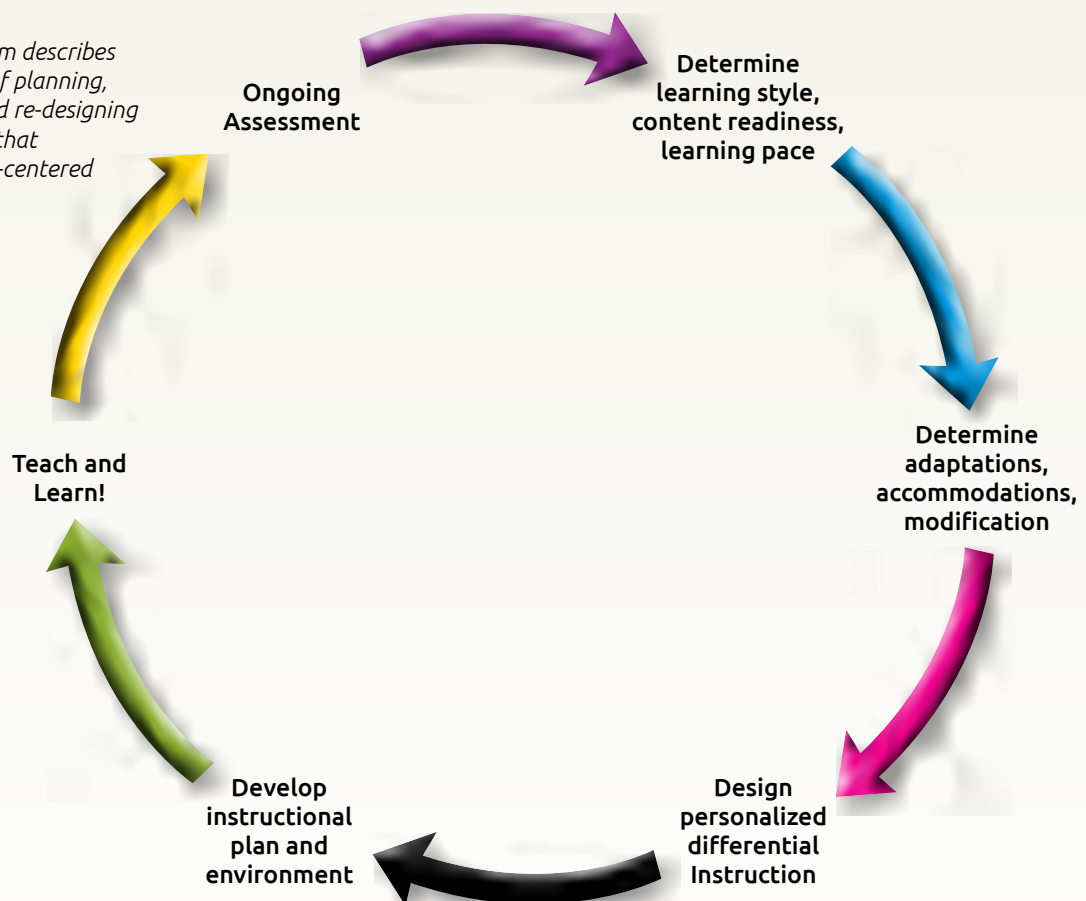 m describes
f planning,
d re-designing
that
-centered
Ongoing
Assessment
Determine
learning style,
content readiness,
learning pace
Determine
adaptations,
accommodations,
modification
Design
personalized
differential
Instruction
Develop
instructional
plan and
environment
Teach and
Learn!